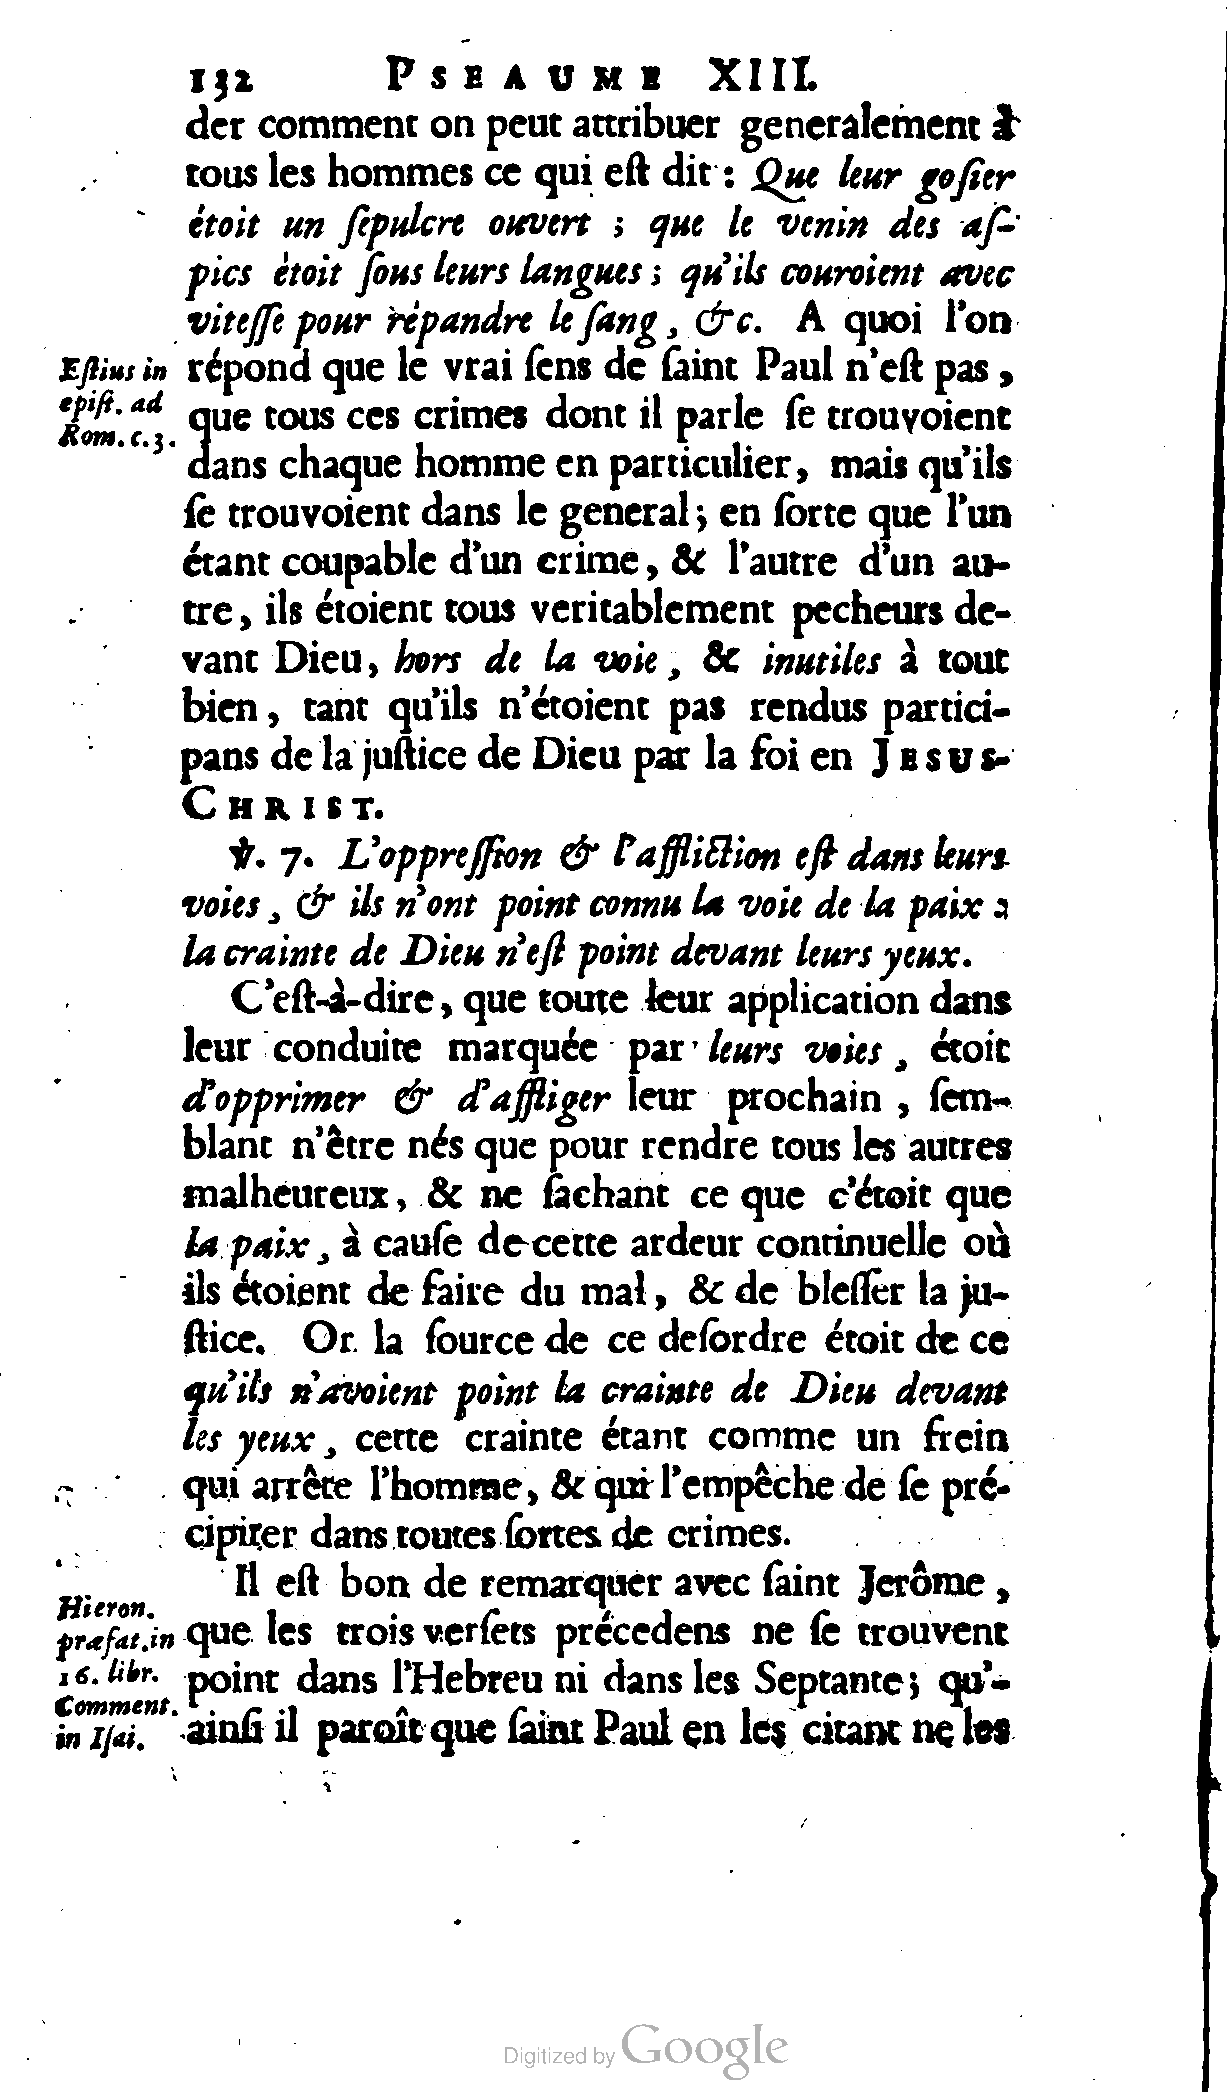 132 PSEAUME XIII.
der comment on peut attribuer generalement à
tous les hommes ce qui eſt dit : Que leur goſier
étoit un ſepulcre ouvert ; que le venin des aſ-
pics étoit ſous leurs langues ; qu'ils couroient avec
viteſſe pour répandre le ſang, &c. A quoi l'on
Eſtius in
epiſt. ad
Rom. c. 3.
répond que le vrai ſens de ſaint Paul n'eſt pas,
que tous ces crimes dont il parle ſe trouvoient
dans chaque homme en particulier, mais qu'ils
ſe trouvoient dans le general ; en ſorte que l'un
étant coupable d'un crime, & l'autre d'un au-
tre, ils étoient tous veritablement pecheurs de-
vant Dieu, hors de la voie, & inutiles à tout
bien, tant qu'ils n'étoient pas rendus partici-
pans de la juſtice de Dieu par la foi en JESUS-
CHRIST.
℣. 7. L'oppreſſion & l'affliction eſt dans leurs
voies, & ils n'ont point connu la voie de la paix :
la crainte de Dieu n'eſt point devant leurs yeux.
C'eſt-à-dire, que toute leur application dans
leur conduite marquée par leurs voies, étoit
d'opprimer & d'affliger leur prochain, ſem-
blant n'être nés que pour rendre tous les autres
malheureux, & ne ſachant ce que c'étoit que
la paix, à cauſe de cette ardeur continuelle où
ils étoient de faire du mal, & de bleſſer la ju-
ſtice. Or la ſource de ce deſordre étoit de ce
qu'ils n'avoient point la crainte de Dieu devant
les yeux, cette crainte étant comme un frein
qui arrête l'homme, & qui l'empêche de ſe pré-
cipiter dans toutes ſortes de crimes.
Il eſt bon de remarquer avec ſaint Jerôme,
Hieron.
præfat. in
16. libr.
Comment.
in Iſai.
que les trois verſets précedens ne ſe trouvent
point dans l'Hebreu ni dans les Septante ; qu'-
ainſi il paroît que ſaint Paul en les citant ne les
Digitized by Google